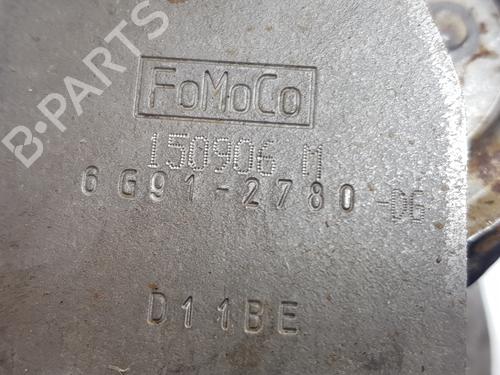 B-PARTS
FoMoCo
150906 M
6G91-2780-DG
D11BE